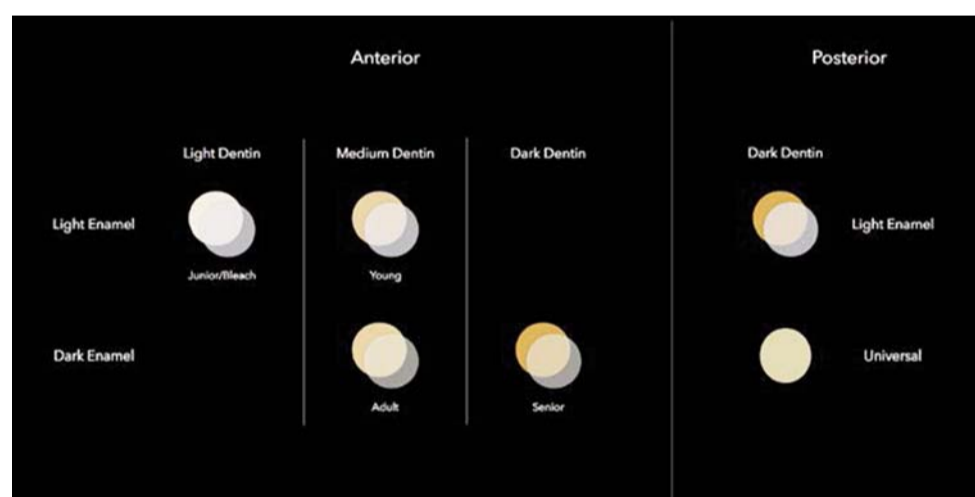 Anterior
Posterior
Light Dentin
Medium Dentin
Dark Dentin
Dark Dentin
Light Enamel
Light Enamel
Junior/Bleach
Young
Dark Enamel
Universal
Adult
Senior